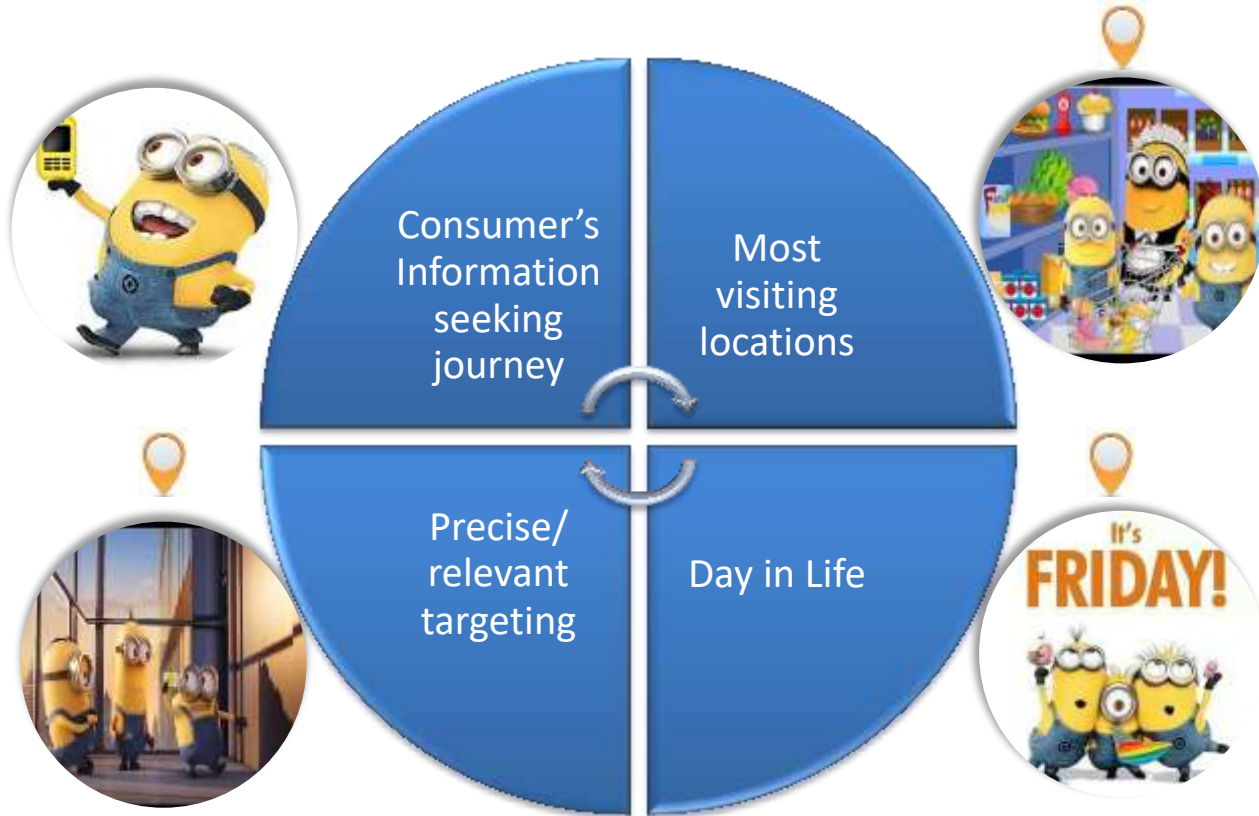 Consumer's
Information
seeking
journey
Most
visiting
locations
Precise/
relevant
targeting
Day in Life
It's
FRIDAY!